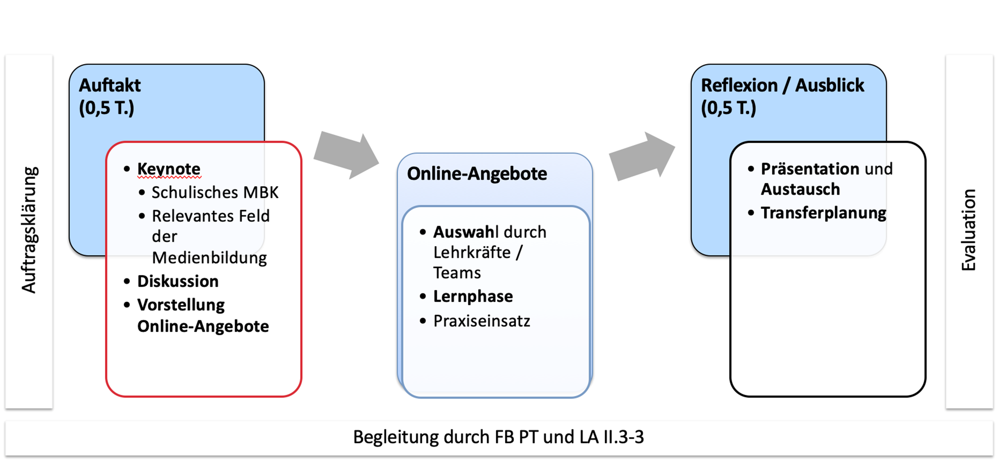 Auftragsklärung
Auftakt
(0,5 T.)
• Keynote
• Schulisches MBK
• Relevantes Feld
der
Medienbildung
• Diskussion
• Vorstellung
Online-Angebote
Online-Angebote
• Auswahl durch
Lehrkräfte /
Teams
• Lernphase
• Praxiseinsatz
Reflexion / Ausblick
(0,5 T.)
• Präsentation und
Austausch
• Transferplanung
Evaluation
Begleitung durch FB PT und LA II.3-3